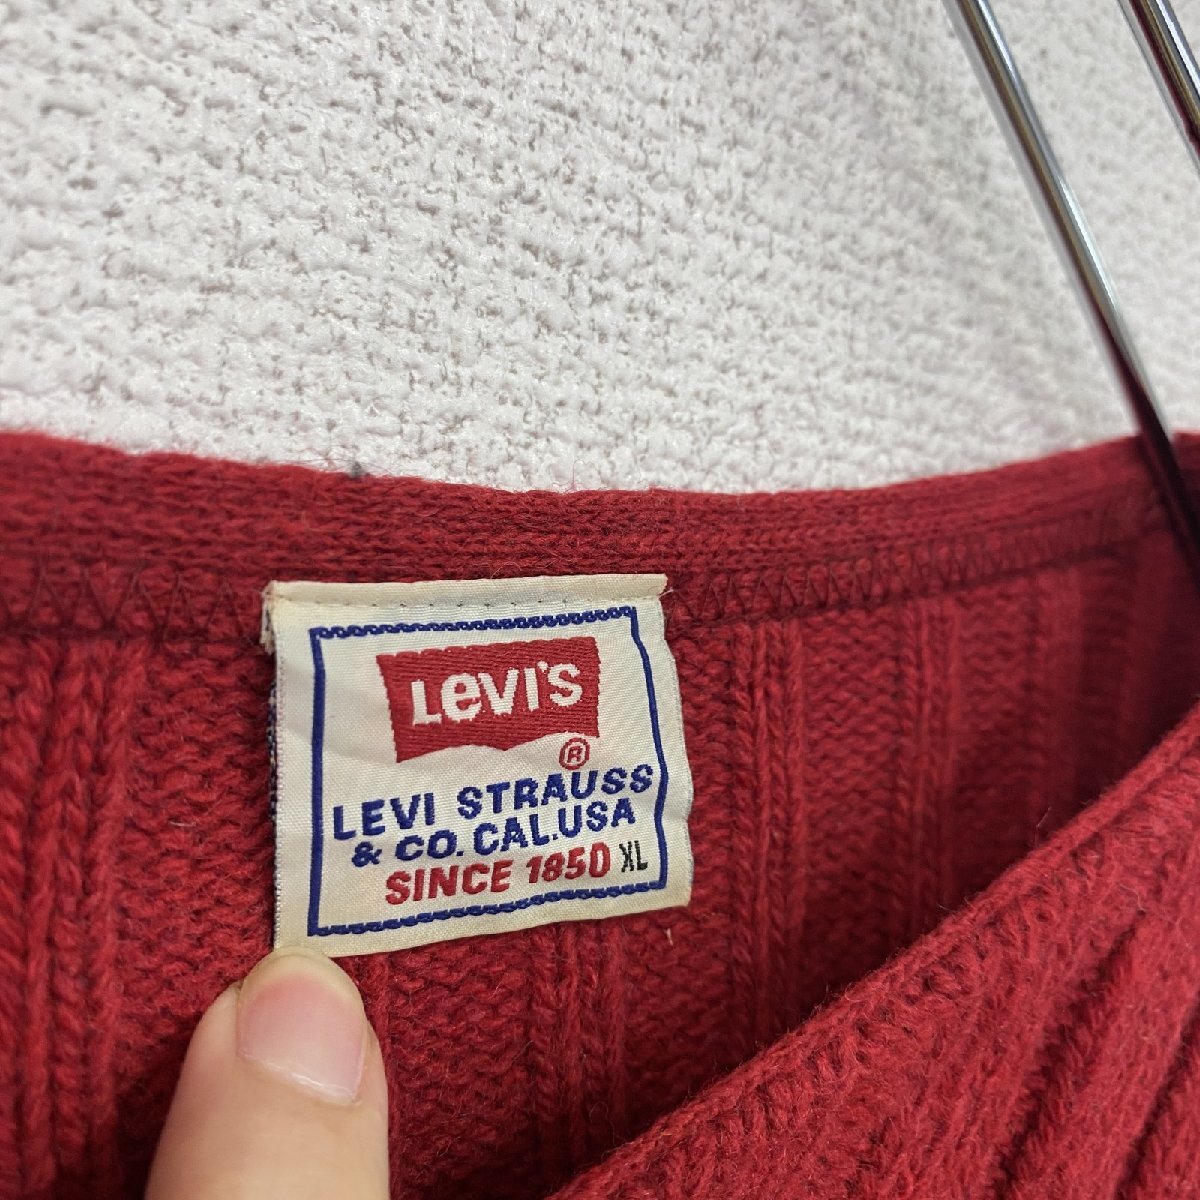 LEVI'S
®
LEVI STRAUSS
& CO. CAL.USA
SINCE 1850 XL